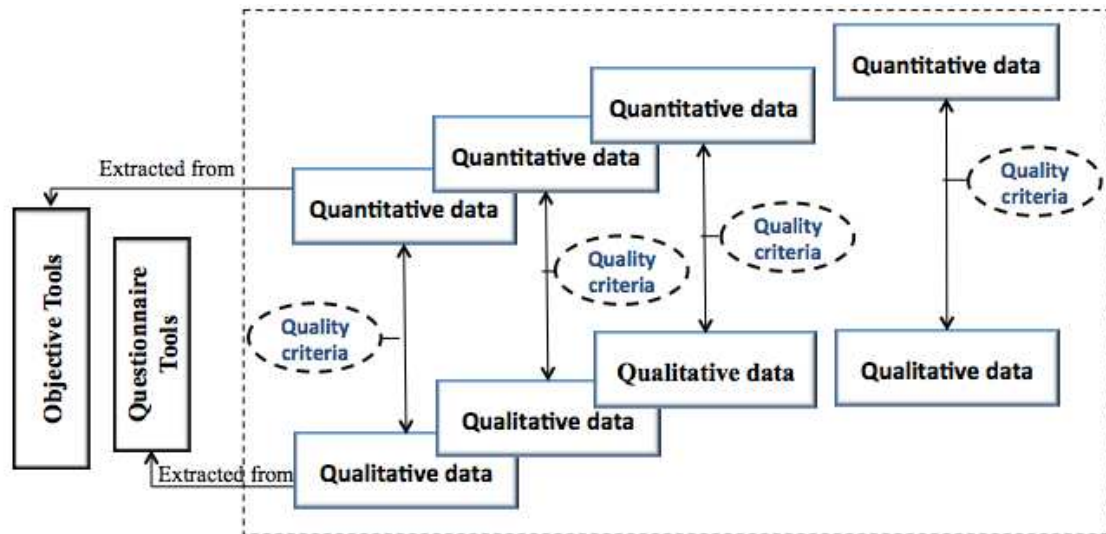 Quantitative data
Quantitative data
Quantitative data
Extracted from
Quantitative data
Quality
criteria
Quality
criteria
Quality
criteria
Quality
criteria
Objective Tools
Questionnaire
Tools
Qualitative data
Qualitative data
Qualitative data
Qualitative data
Extracted from